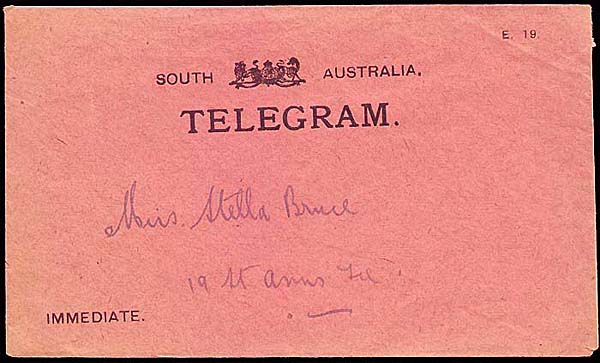 E. 19.
SOUTH AUSTRALIA.
TELEGRAM.
Miss. Stella Bruce
19 St Anns Tce
IMMEDIATE.